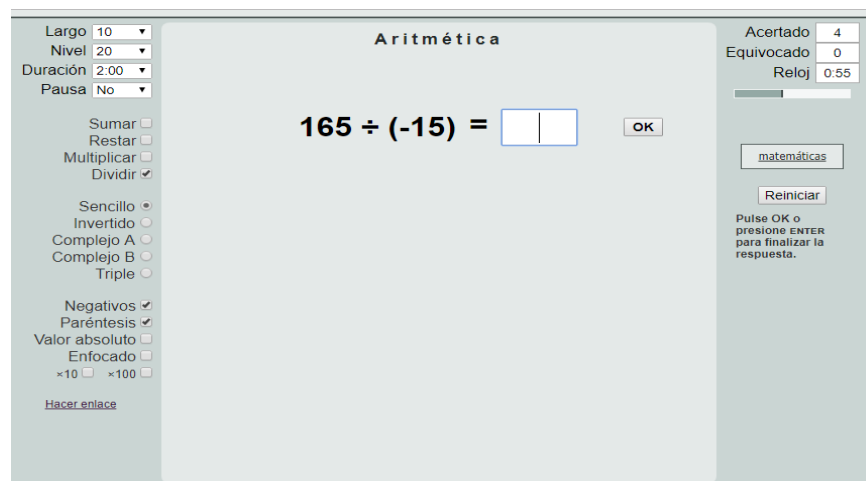 Largo 10
Nivel 20
Duración 2:00
Pausa No
Sumar
Restar
Multiplicar
Dividir
Sencillo
Invertido
Complejo A
Complejo B
Triple
Negativos
Paréntesis
Valor absoluto
Enfocado
×10 ×100
Hacer enlace
Aritmética
165 ÷ (-15) =
OK
Acertado 4
Equivocado 0
Reloj 0:55
matemáticas
Reiniciar
Pulse OK o
presione ENTER
para finalizar la
respuesta.